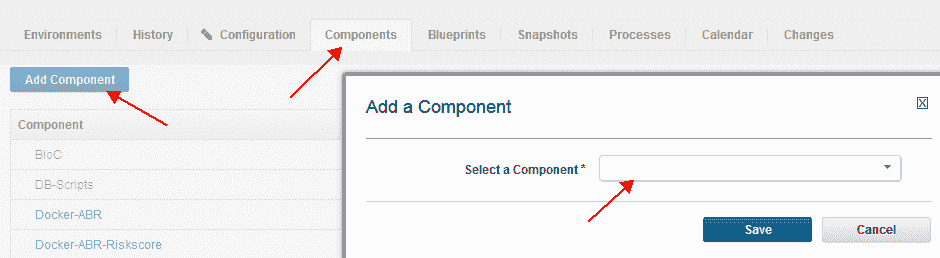 Environments History Configuration Components Blueprints Snapshots Processes Calendar Changes
Add Component
Add a Component
Component
BloC
Select a Component *
DB-Scripts
Docker-ABR
Docker-ABR-Riskscore
Save Cancel